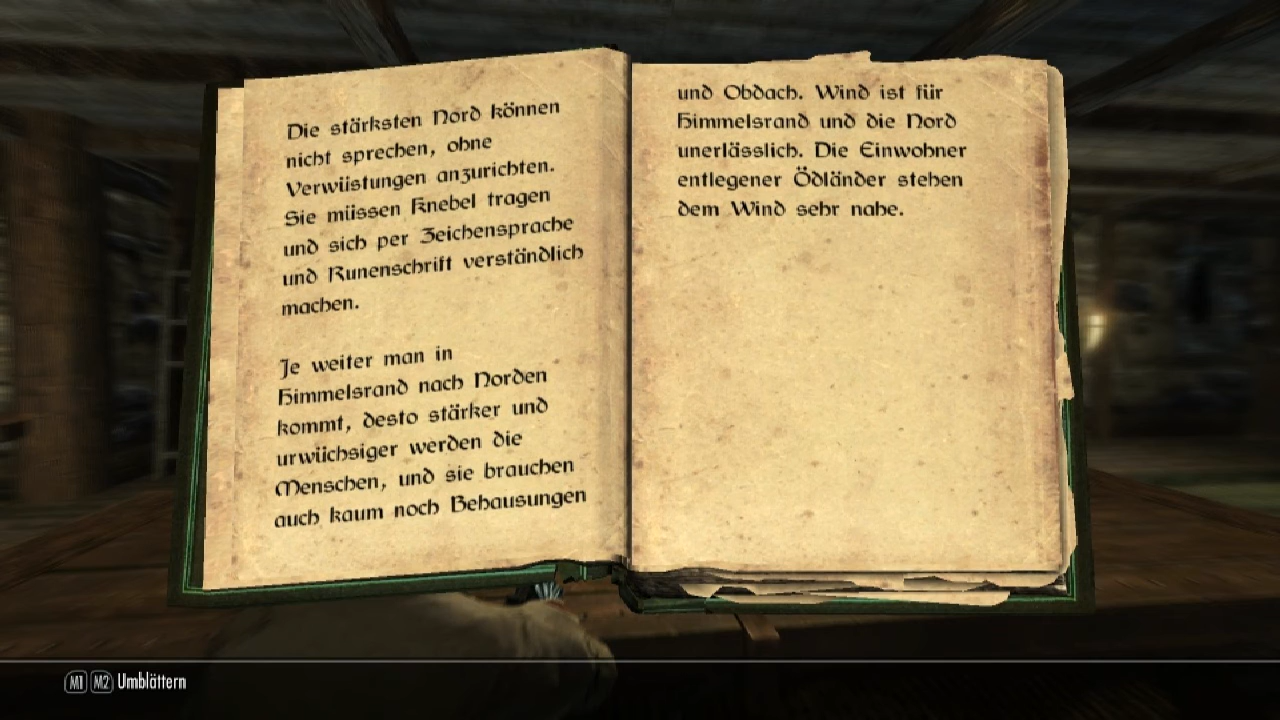 Die stärksten Nord können
nicht sprechen, ohne
Verwüstungen anzurichten.
Sie müssen Knebel tragen
und sich per Zeichensprache
und Runenschrift verständlich
machen.
Je weiter man in
Himmelsrand nach Norden
kommt, desto stärker und
urwüchsiger werden die
Menschen, und sie brauchen
auch kaum noch Behausungen
und Obdach. Wind ist für
Himmelsrand und die Nord
unerlässlich. Die Einwohner
entlegener Ödländer stehen
dem Wind sehr nahe.
M1 M2 Umblättern